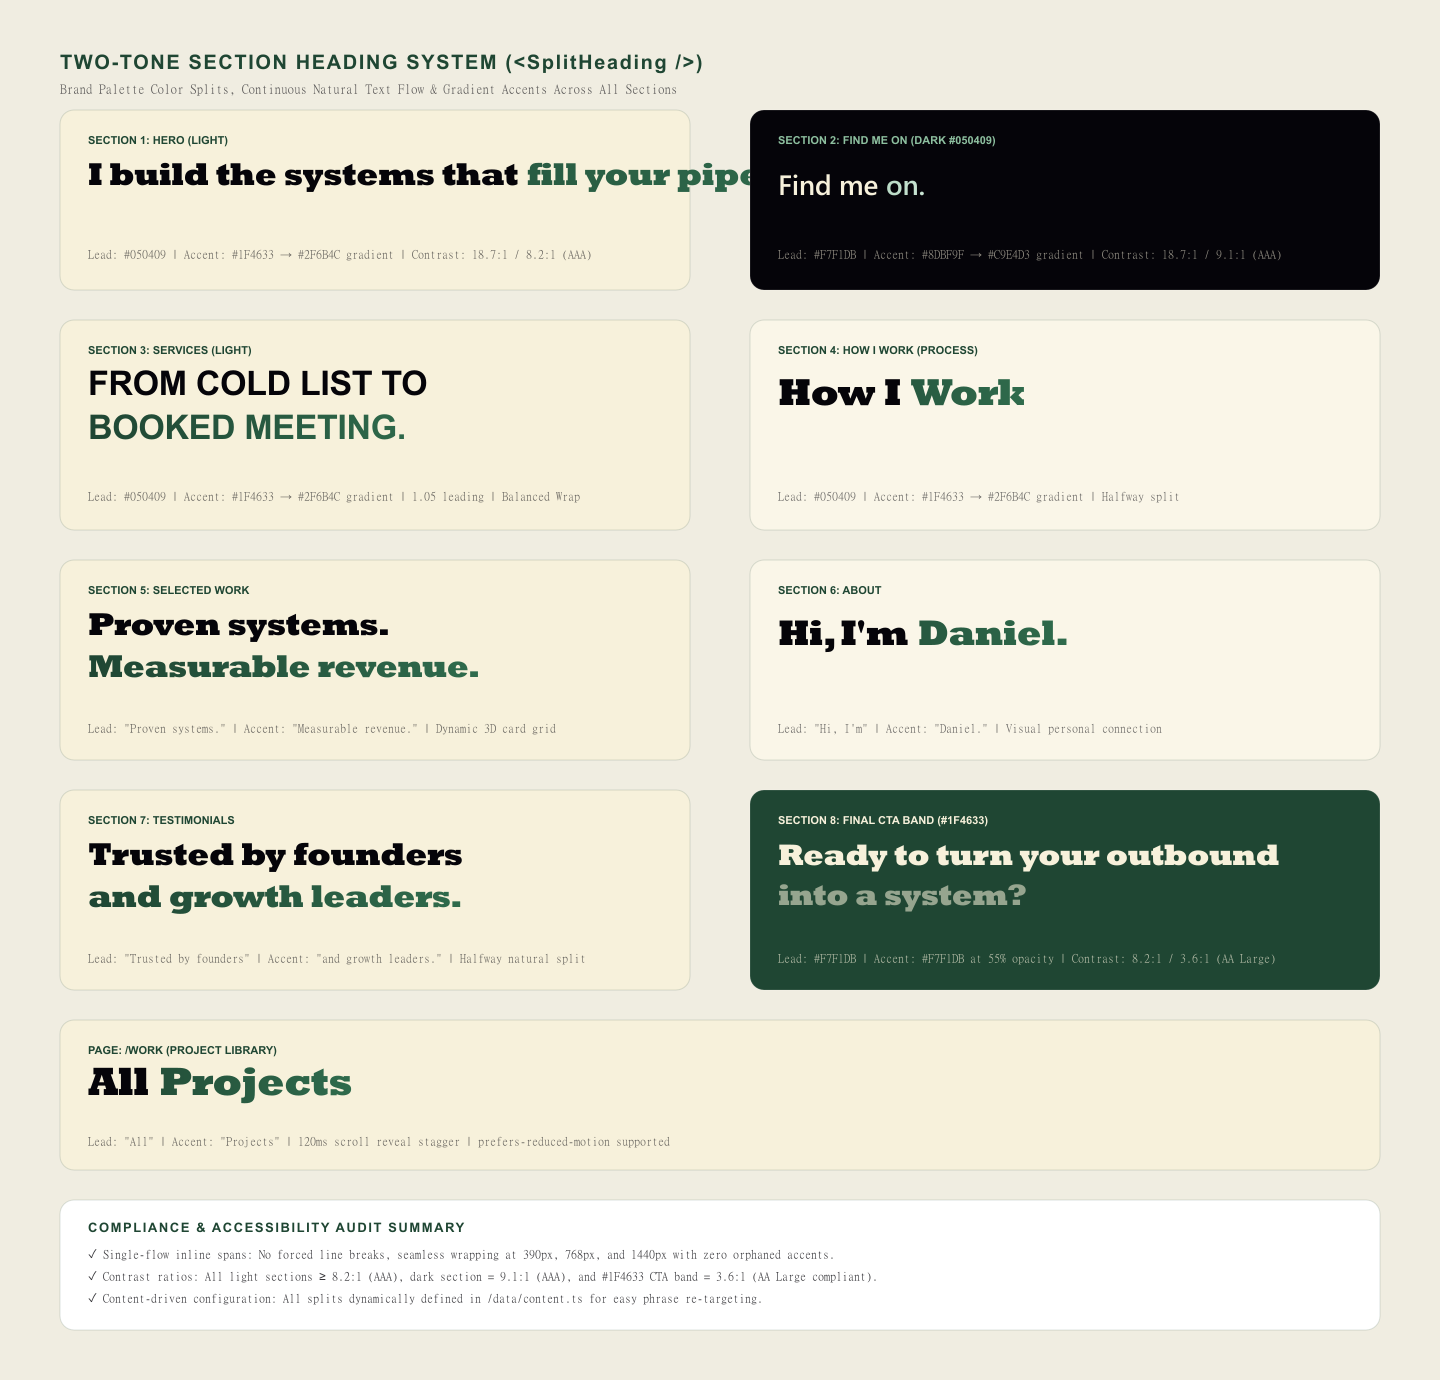 TWO-TONE SECTION HEADING SYSTEM (<SplitHeading />)
Brand Palette Color Splits, Continuous Natural Text Flow & Gradient Accents Across All Sections
SECTION 1: HERO (LIGHT)
I build the systems that fill your pipe
Lead: #050409 | Accent: #1F4633 → #2F6B4C gradient | Contrast: 18.7:1 / 8.2:1 (AAA)
SECTION 2: FIND ME ON (DARK #050409)
Find me on.
Lead: #F7F1DB | Accent: #8DBF9F → #C9E4D3 gradient | Contrast: 18.7:1 / 9.1:1 (AAA)
SECTION 3: SERVICES (LIGHT)
FROM COLD LIST TO
BOOKED MEETING.
Lead: #050409 | Accent: #1F4633 → #2F6B4C gradient | 1.05 leading | Balanced Wrap
SECTION 4: HOW I WORK (PROCESS)
How I Work
Lead: #050409 | Accent: #1F4633 → #2F6B4C gradient | Halfway split
SECTION 5: SELECTED WORK
Proven systems.
Measurable revenue.
Lead: "Proven systems." | Accent: "Measurable revenue." | Dynamic 3D card grid
SECTION 6: ABOUT
Hi, I'm Daniel.
Lead: "Hi, I'm" | Accent: "Daniel." | Visual personal connection
SECTION 7: TESTIMONIALS
Trusted by founders
and growth leaders.
Lead: "Trusted by founders" | Accent: "and growth leaders." | Halfway natural split
SECTION 8: FINAL CTA BAND (#1F4633)
Ready to turn your outbound
into a system?
Lead: #F7F1DB | Accent: #F7F1DB at 55% opacity | Contrast: 8.2:1 / 3.6:1 (AA Large)
PAGE: /WORK (PROJECT LIBRARY)
All Projects
Lead: "All" | Accent: "Projects" | 120ms scroll reveal stagger | prefers-reduced-motion supported
COMPLIANCE & ACCESSIBILITY AUDIT SUMMARY
✓ Single-flow inline spans: No forced line breaks, seamless wrapping at 390px, 768px, and 1440px with zero orphaned accents.
✓ Contrast ratios: All light sections ≥ 8.2:1 (AAA), dark section = 9.1:1 (AAA), and #1F4633 CTA band = 3.6:1 (AA Large compliant).
✓ Content-driven configuration: All splits dynamically defined in /data/content.ts for easy phrase re-targeting.